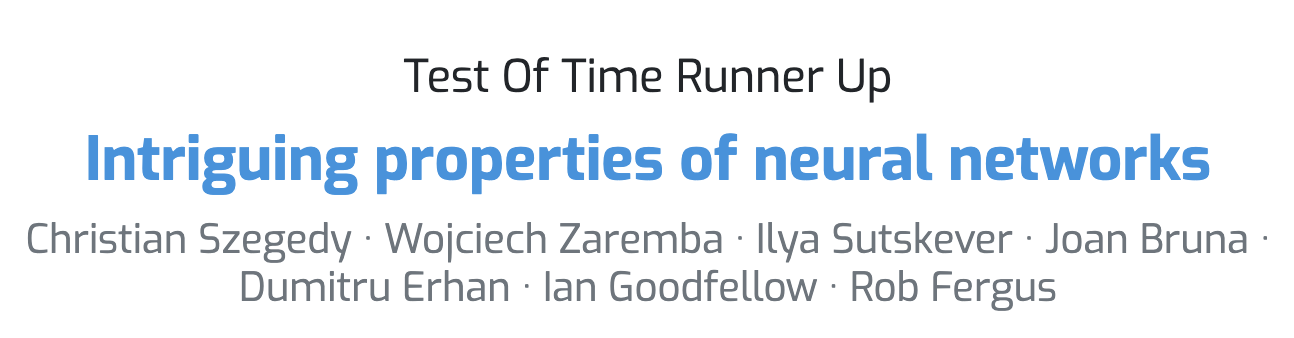 Test Of Time Runner Up
Intriguing properties of neural networks
Christian Szegedy · Wojciech Zaremba · Ilya Sutskever · Joan Bruna ·
Dumitru Erhan · Ian Goodfellow · Rob Fergus